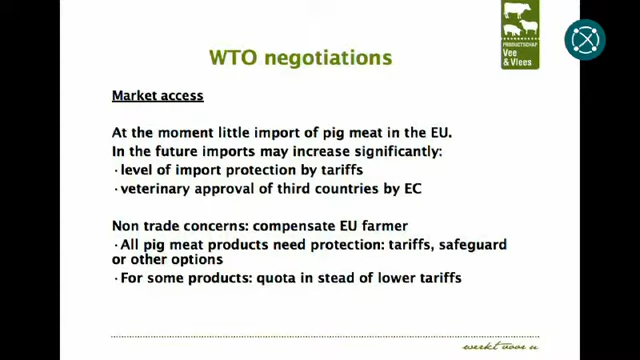 PRODUCTSCHAP
Vee
& Vlees
WTO negotiations
Market access
At the moment little import of pig meat in the EU.
In the future imports may increase significantly:
·level of import protection by tariffs
·veterinary approval of third countries by EC
Non trade concerns: compensate EU farmer
·All pig meat products need protection: tariffs, safeguard
or other options
·For some products: quota in stead of lower tariffs
werkt voor u